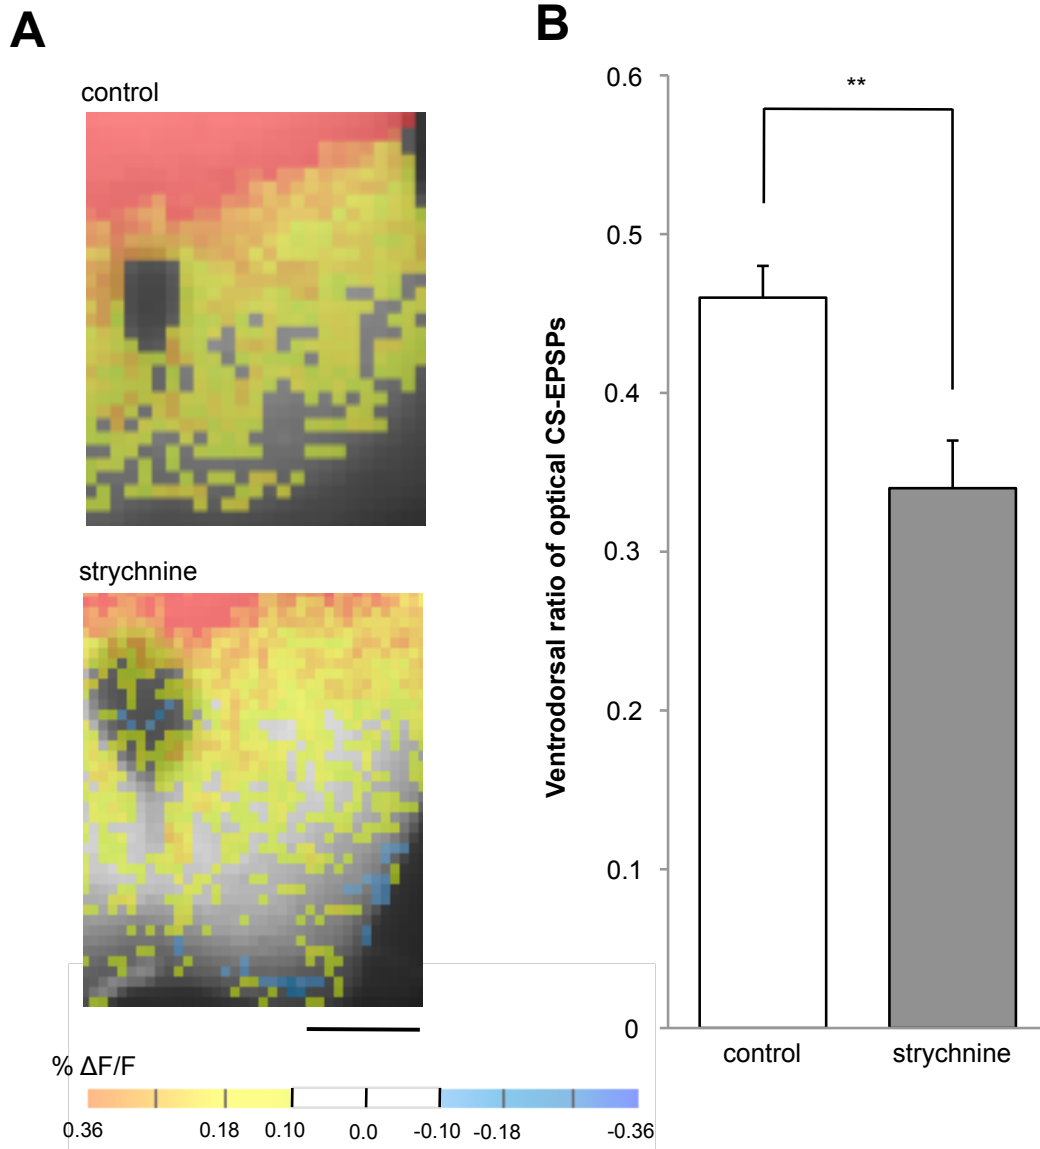 A
control
strychnine
% ΔF/F
0.36 0.18 0.10 0.0 -0.10 -0.18 -0.36
B
Ventrodorsal ratio of optical CS-EPSPs
0.6
0.5
0.4
0.3
0.2
0.1
0
**
control strychnine